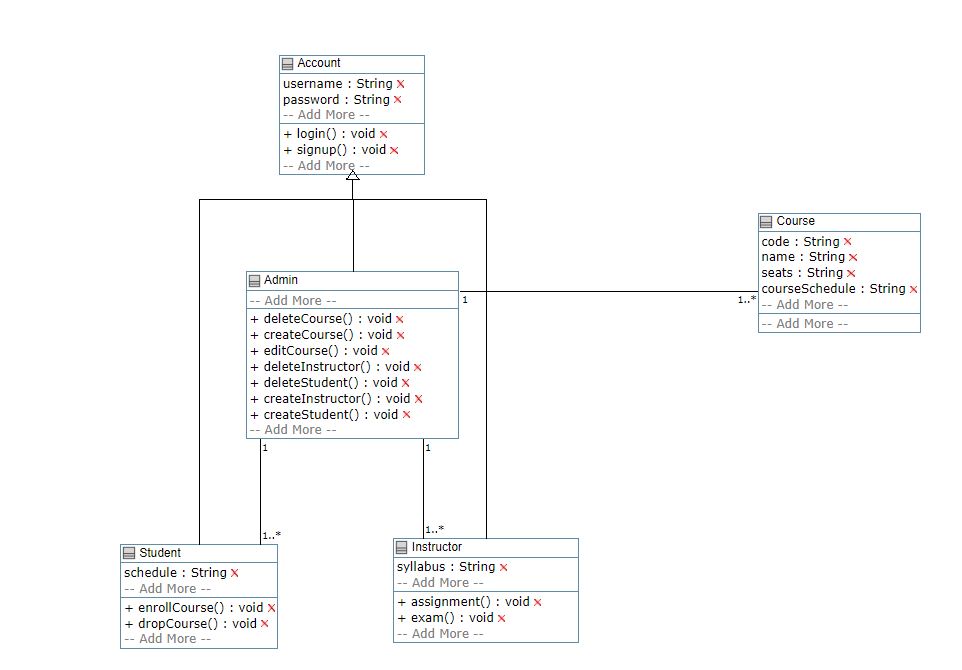 Account
username : String
password : String
-- Add More --
+ login() : void
+ signup() : void
-- Add More --
Course
code : String
name : String
seats : String
courseSchedule : String
-- Add More --
-- Add More --
Admin
-- Add More --
+ deleteCourse() : void
+ createCourse() : void
+ editCourse() : void
+ deleteInstructor() : void
+ deleteStudent() : void
+ createInstructor() : void
+ createStudent() : void
-- Add More --
1
1..*
1
1
1..*
1..*
Student
schedule : String
-- Add More --
+ enrollCourse() : void
+ dropCourse() : void
-- Add More --
Instructor
syllabus : String
-- Add More --
+ assignment() : void
+ exam() : void
-- Add More --